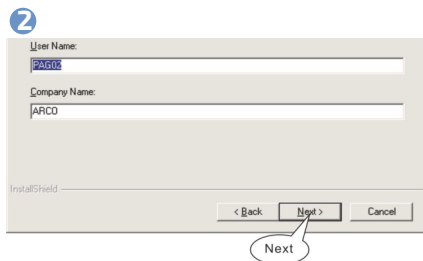 2
User Name:
PAG02
Company Name:
ARCO
InstallShield
< Back Next > Cancel
Next